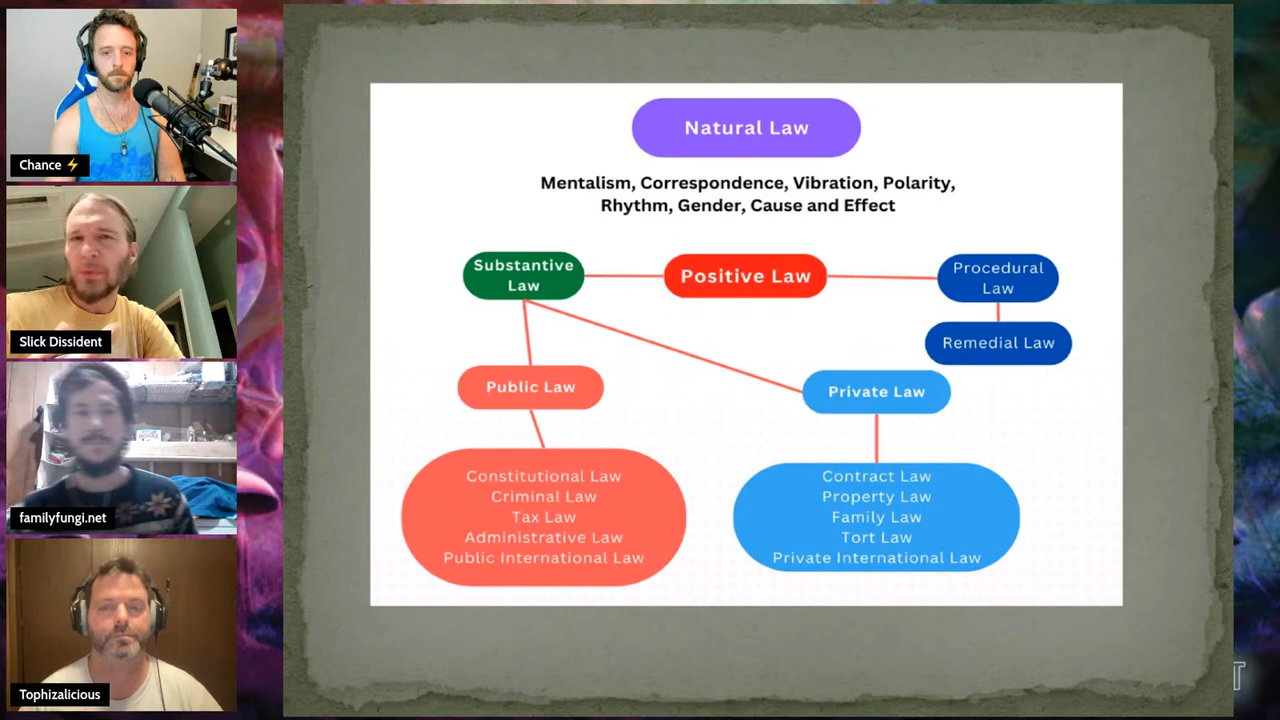 Chance ⚡
Slick Dissident
familyfungi.net
Tophizalicious
Natural Law
Mentalism, Correspondence, Vibration, Polarity,
Rhythm, Gender, Cause and Effect
Substantive
Law
Positive Law
Procedural
Law
Remedial Law
Public Law
Private Law
Constitutional Law
Criminal Law
Tax Law
Administrative Law
Public International Law
Contract Law
Property Law
Family Law
Tort Law
Private International Law